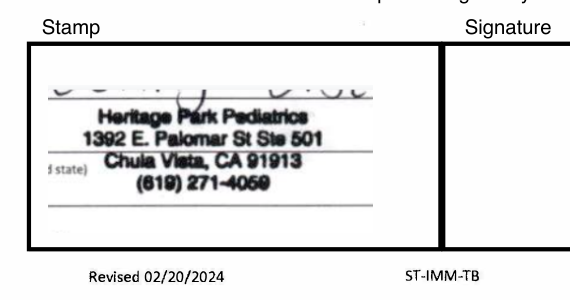 Stamp
Signature
Heritage Park Pediatrics
1392 E. Palomar St Ste 501
Chula Vista, CA 91913
d state)
(619) 271-4059
Revised 02/20/2024
ST-IMM-TB